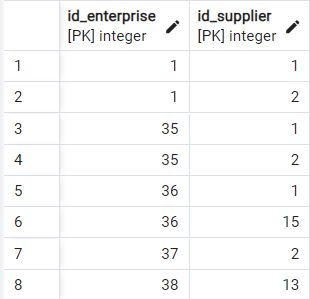 id_enterprise id_supplier
[PK] integer [PK] integer
1 1 1
2 1 2
3 35 1
4 35 2
5 36 1
6 36 15
7 37 2
8 38 13